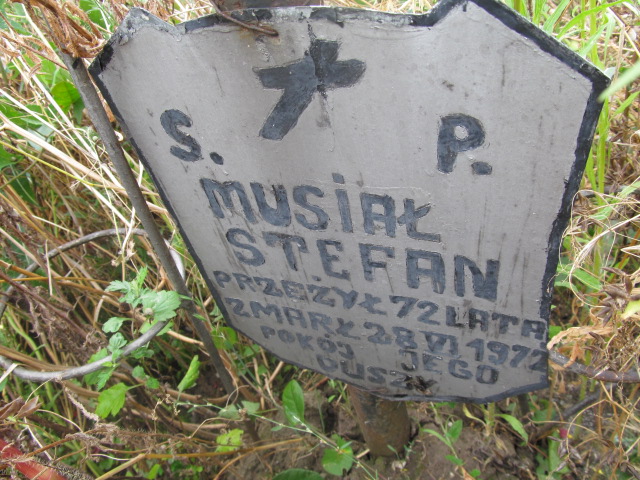 S. P.
MUSiAŁ
STEFAN
PRZEŻYŁ 72 LATA
ZMARŁ 28 VI 1972
POKÓJ JEGO
DUSZY